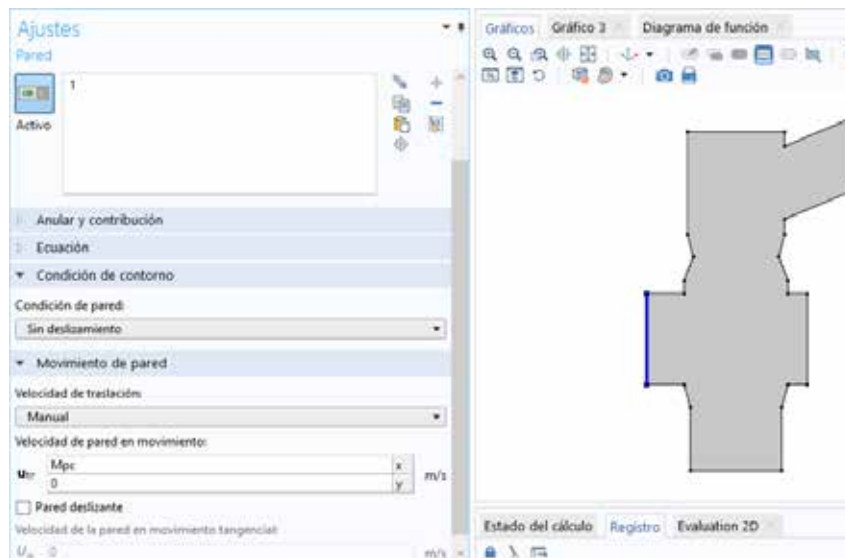 Ajustes
Pared
1
Activo
Anular y contribución
Ecuación
Condición de contorno
Condición de pared:
Sin deslizamiento
Movimiento de pared
Velocidad de traslación:
Manual
Velocidad de pared en movimiento:
utr
Mpc x
0 y
m/s
Pared deslizante
Velocidad de la pared en movimiento tangencial:
0 m/s
Gráficos Gráfico 3 Diagrama de función
Estado del cálculo Registro Evaluation 2D